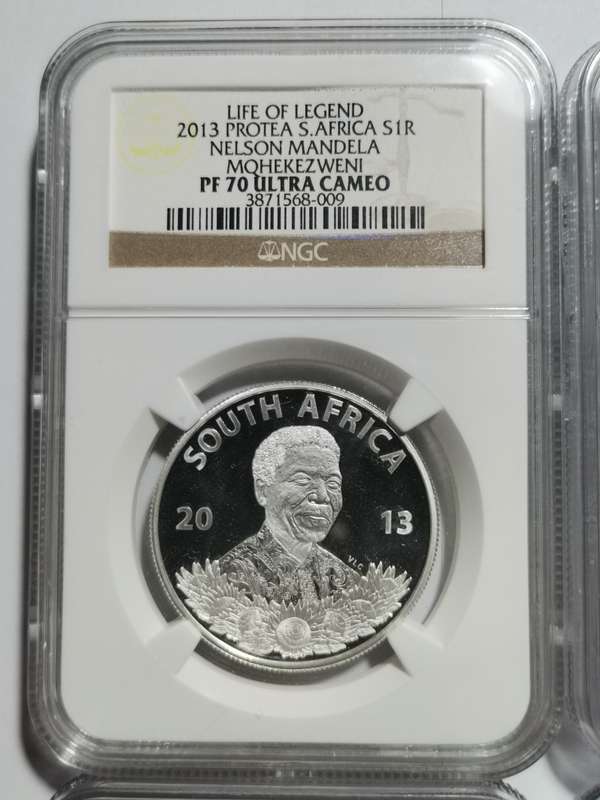 LIFE OF LEGEND
2013 PROTEA S.AFRICA S1R
NELSON MANDELA
MQHEKEZWENI
PF 70 ULTRA CAMEO
3871568-009
NGC
SOUTH AFRICA
20 13
VLC